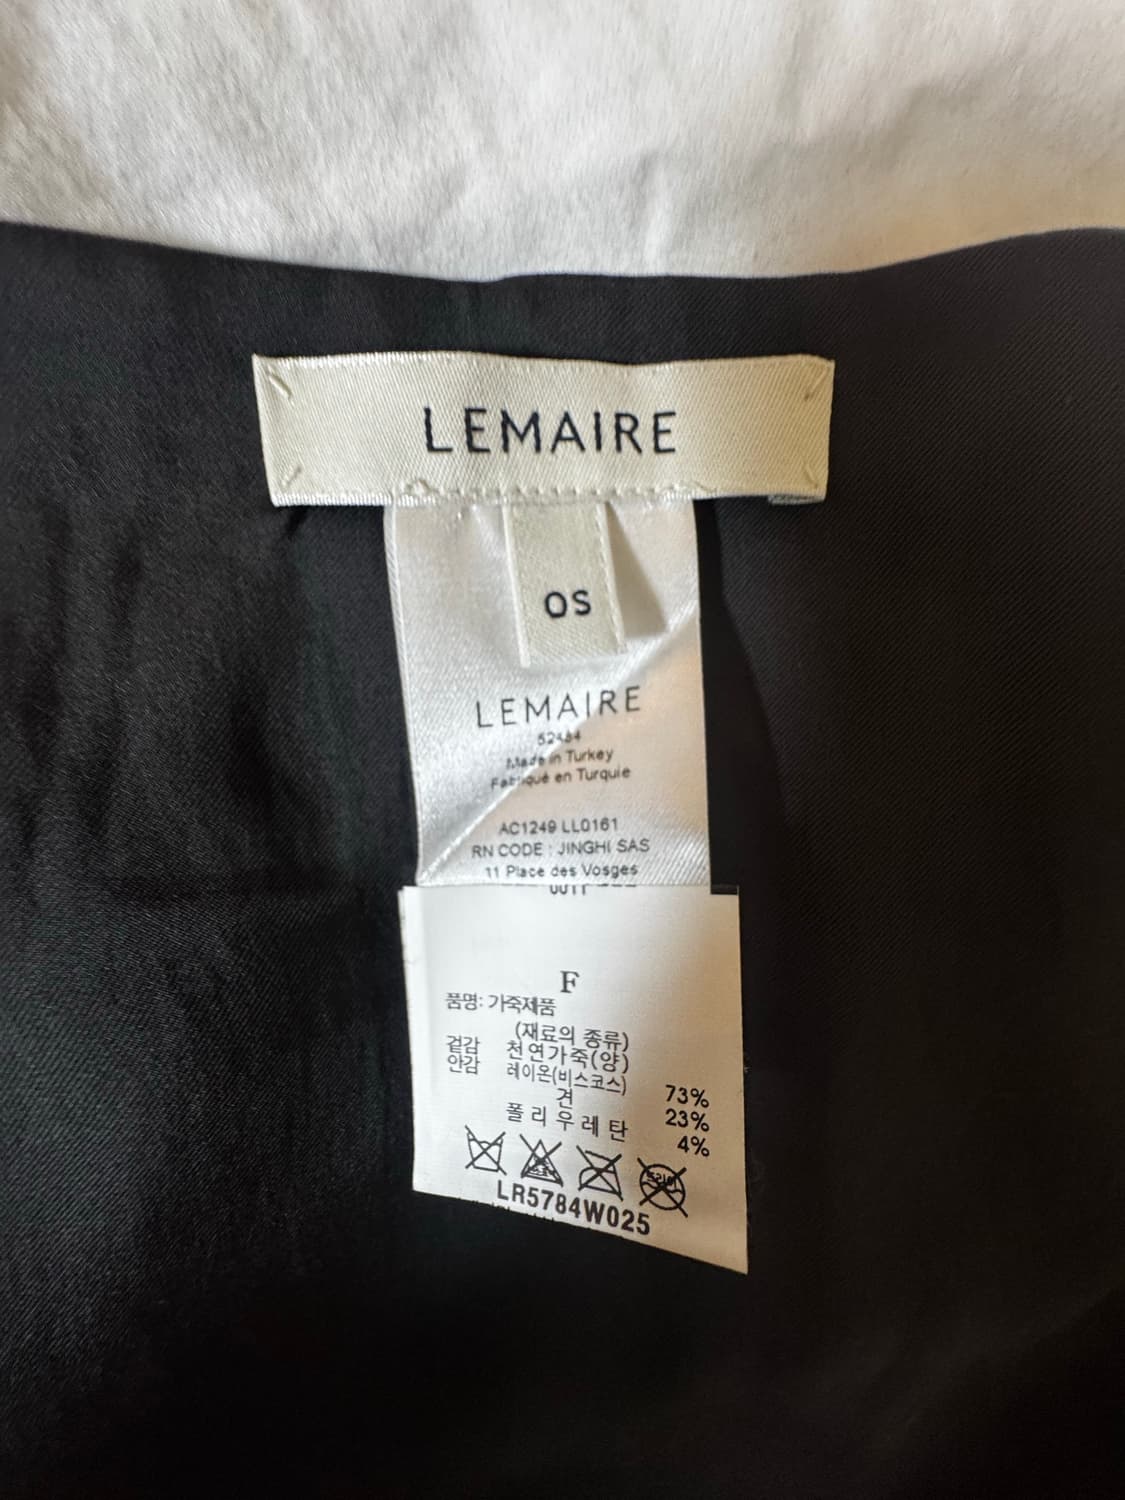 LEMAIRE
OS
LEMAIRE
52484
Made in Turkey
Fabriqué en Turquie
AC1249 LL0161
RN CODE : JINGHI SAS
11 Place des Vosges
F
품명: 가죽제품
(재료의 종류)
겉감 천연가죽(양)
안감 레이온(비스코스) 73%
견 23%
폴리우레탄 4%
LR5784W025